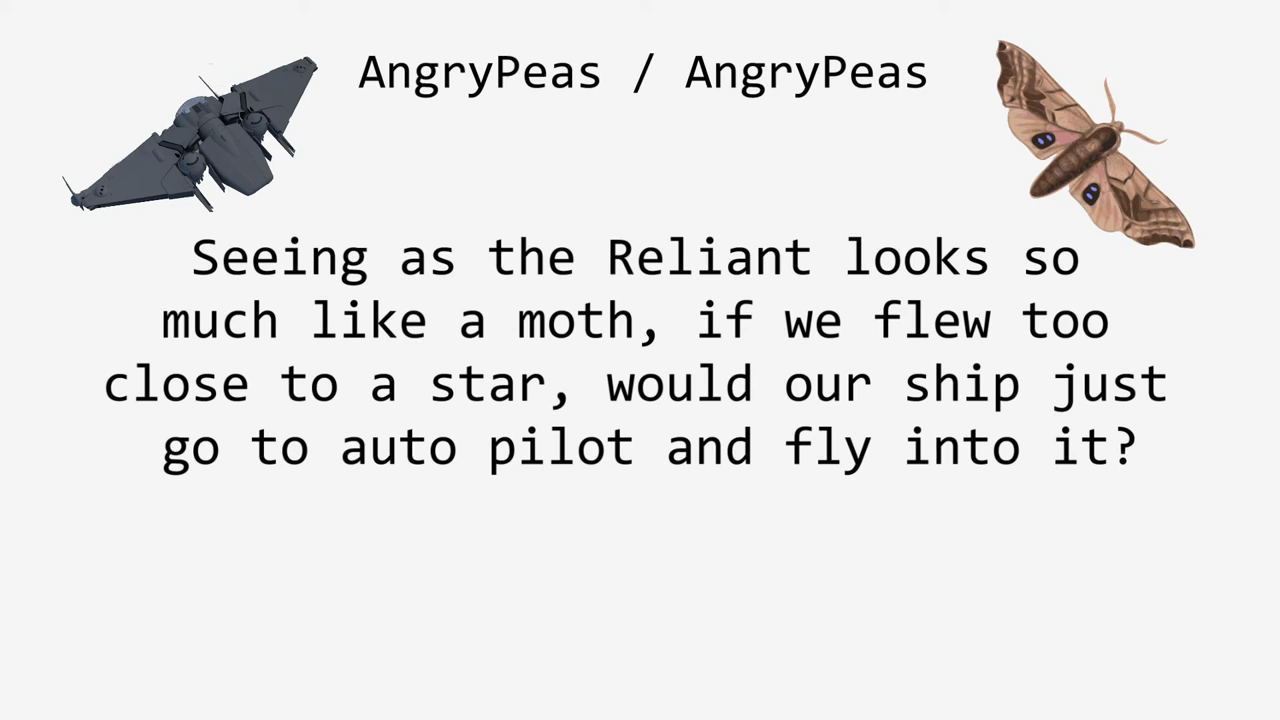 AngryPeas / AngryPeas
Seeing as the Reliant looks so
much like a moth, if we flew too
close to a star, would our ship just
go to auto pilot and fly into it?